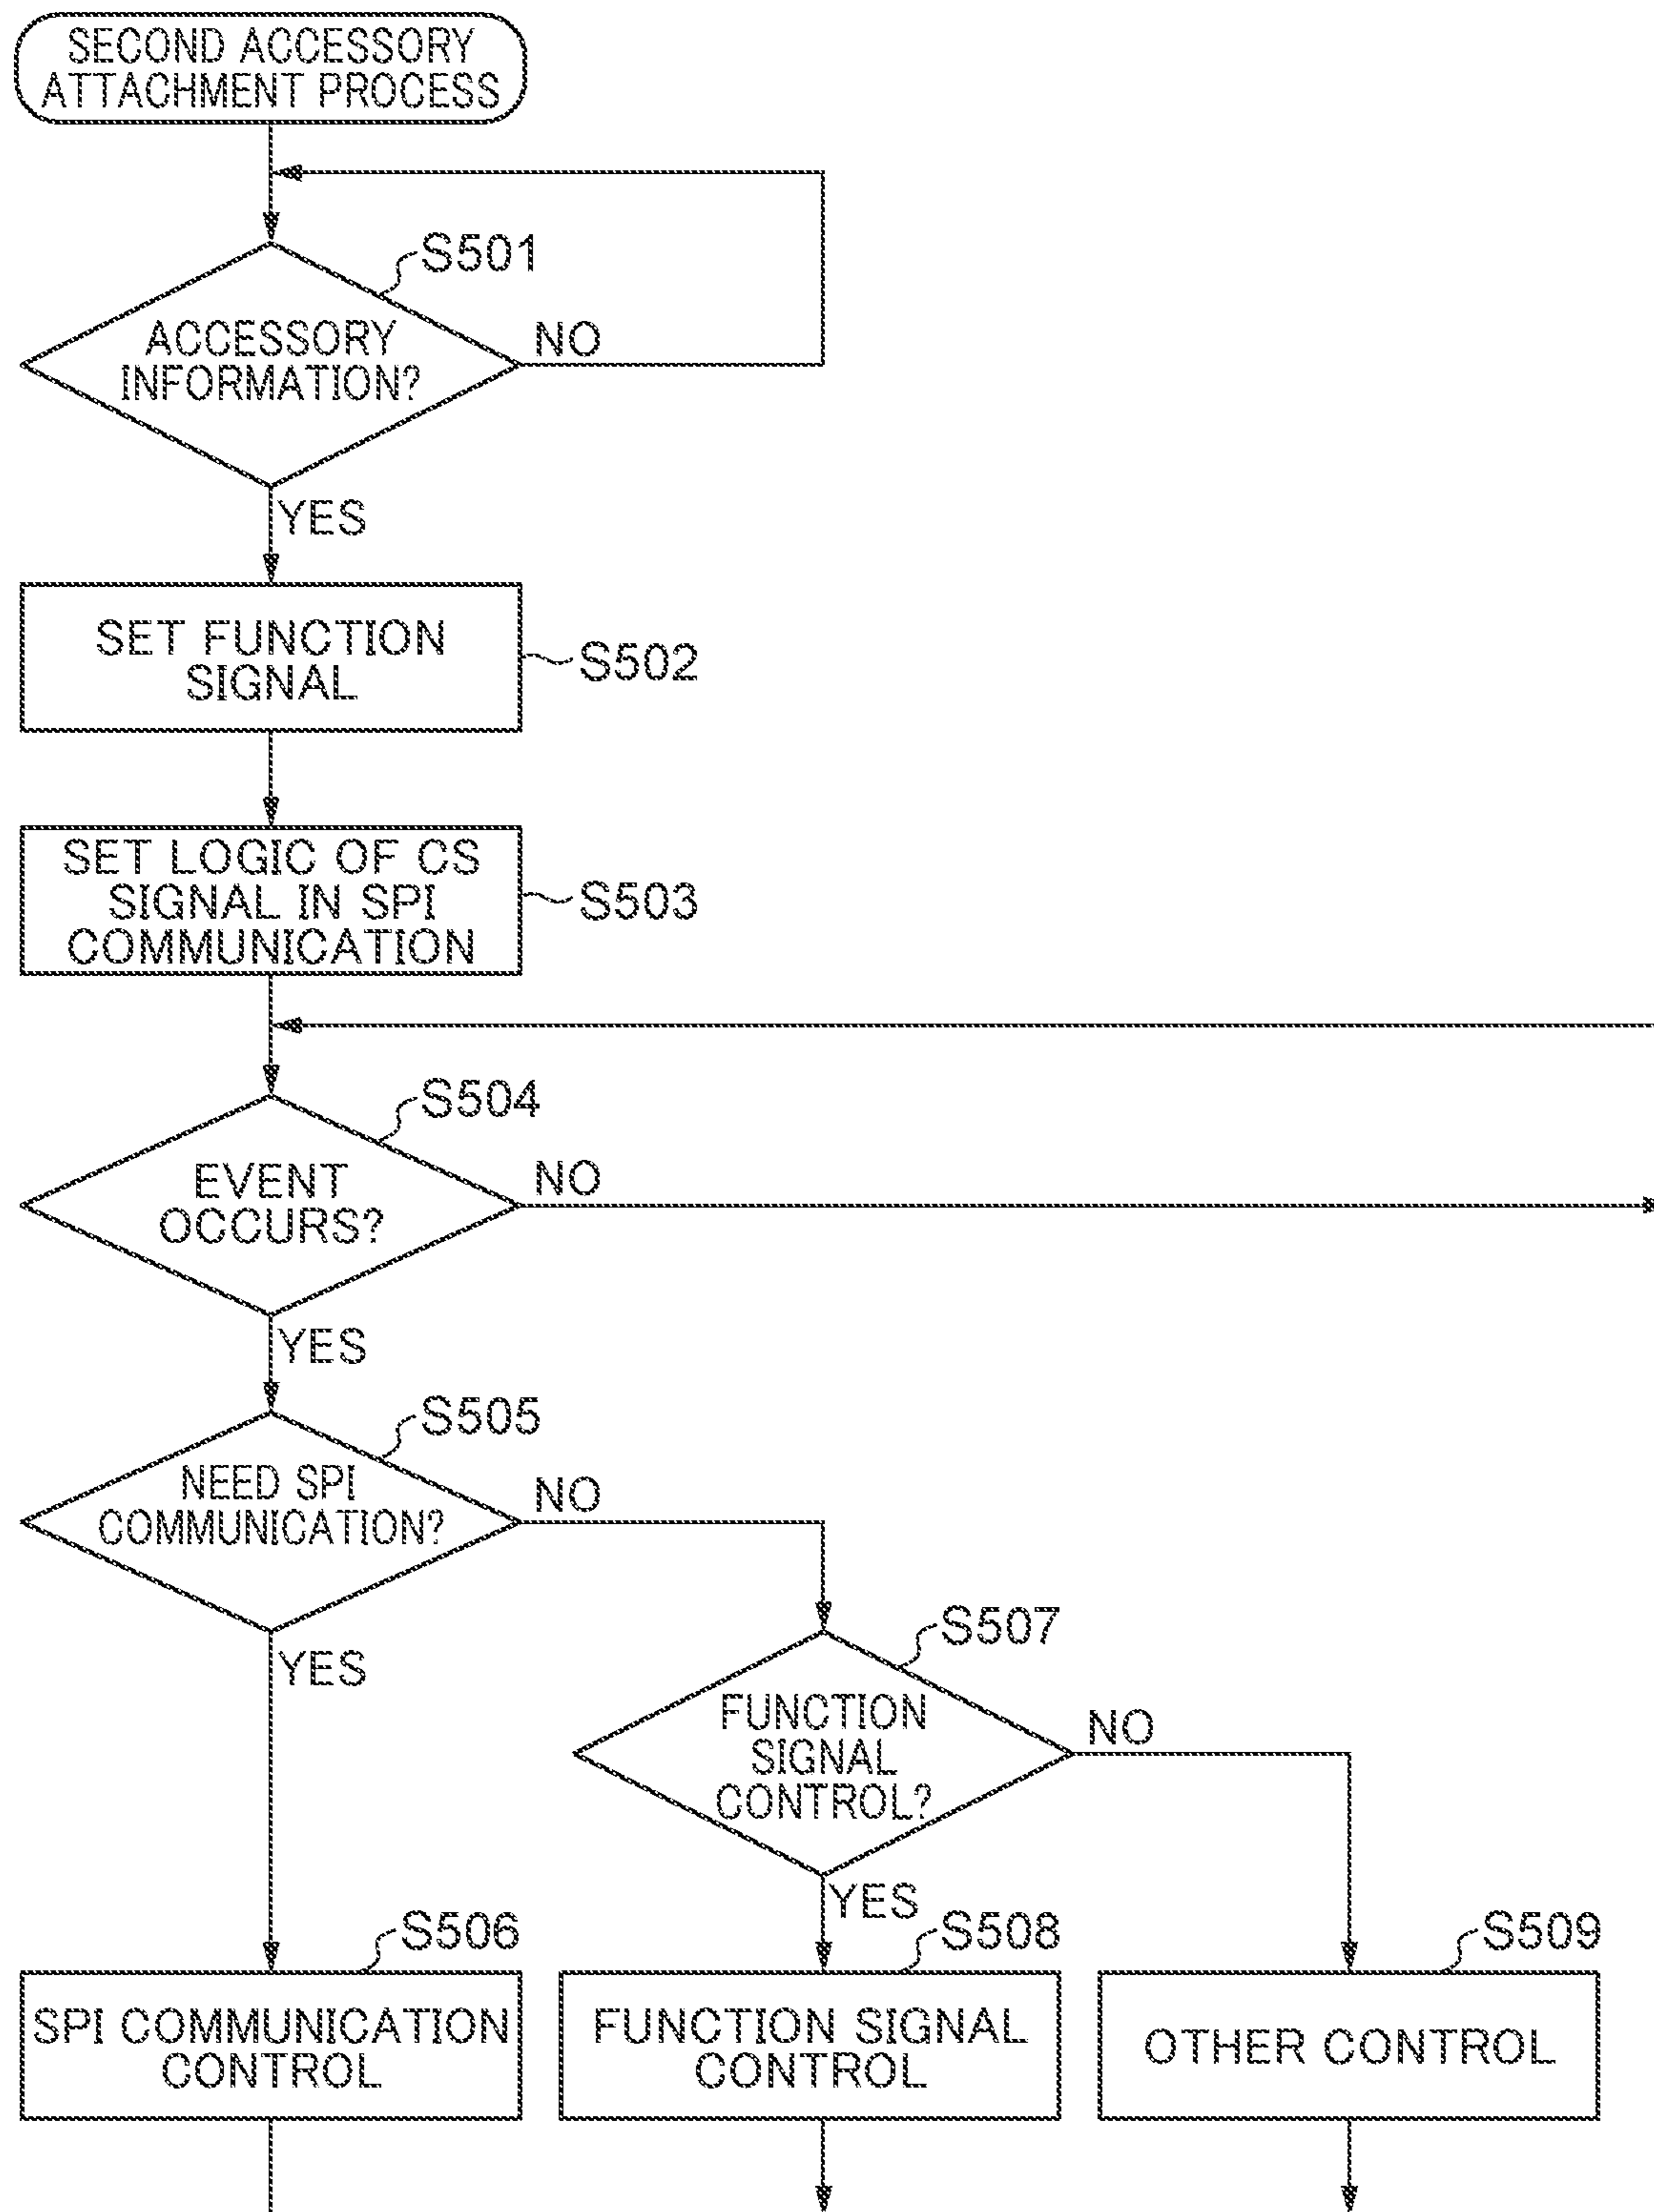 SECOND ACCESSORY
ATTACHMENT PROCESS
S501
ACCESSORY
INFORMATION?
NO
YES
SET FUNCTION
SIGNAL
S502
SET LOGIC OF CS
SIGNAL IN SPI
COMMUNICATION
S503
S504
EVENT
OCCURS?
NO
YES
S505
NEED SPI
COMMUNICATION?
NO
YES
S507
FUNCTION
SIGNAL
CONTROL?
NO
YES
S506
SPI COMMUNICATION
CONTROL
S508
FUNCTION SIGNAL
CONTROL
S509
OTHER CONTROL